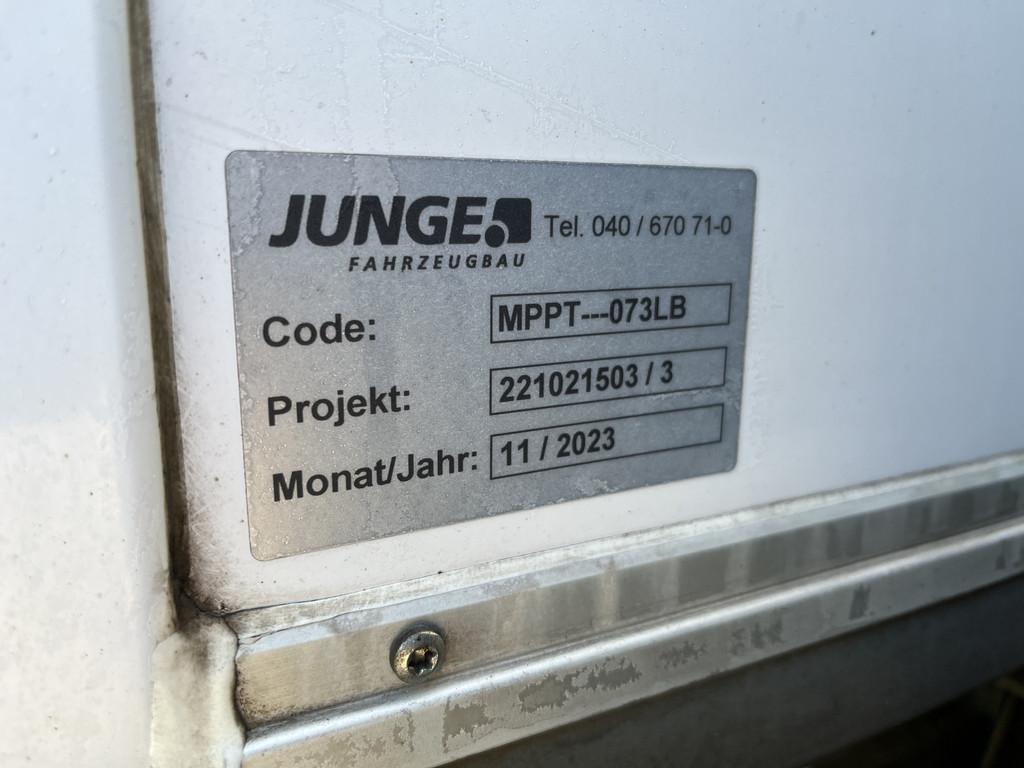 JUNGE Tel. 040 / 670 71-0
FAHRZEUGBAU
Code: MPPT---073LB
Projekt: 221021503 / 3
Monat/Jahr: 11 / 2023